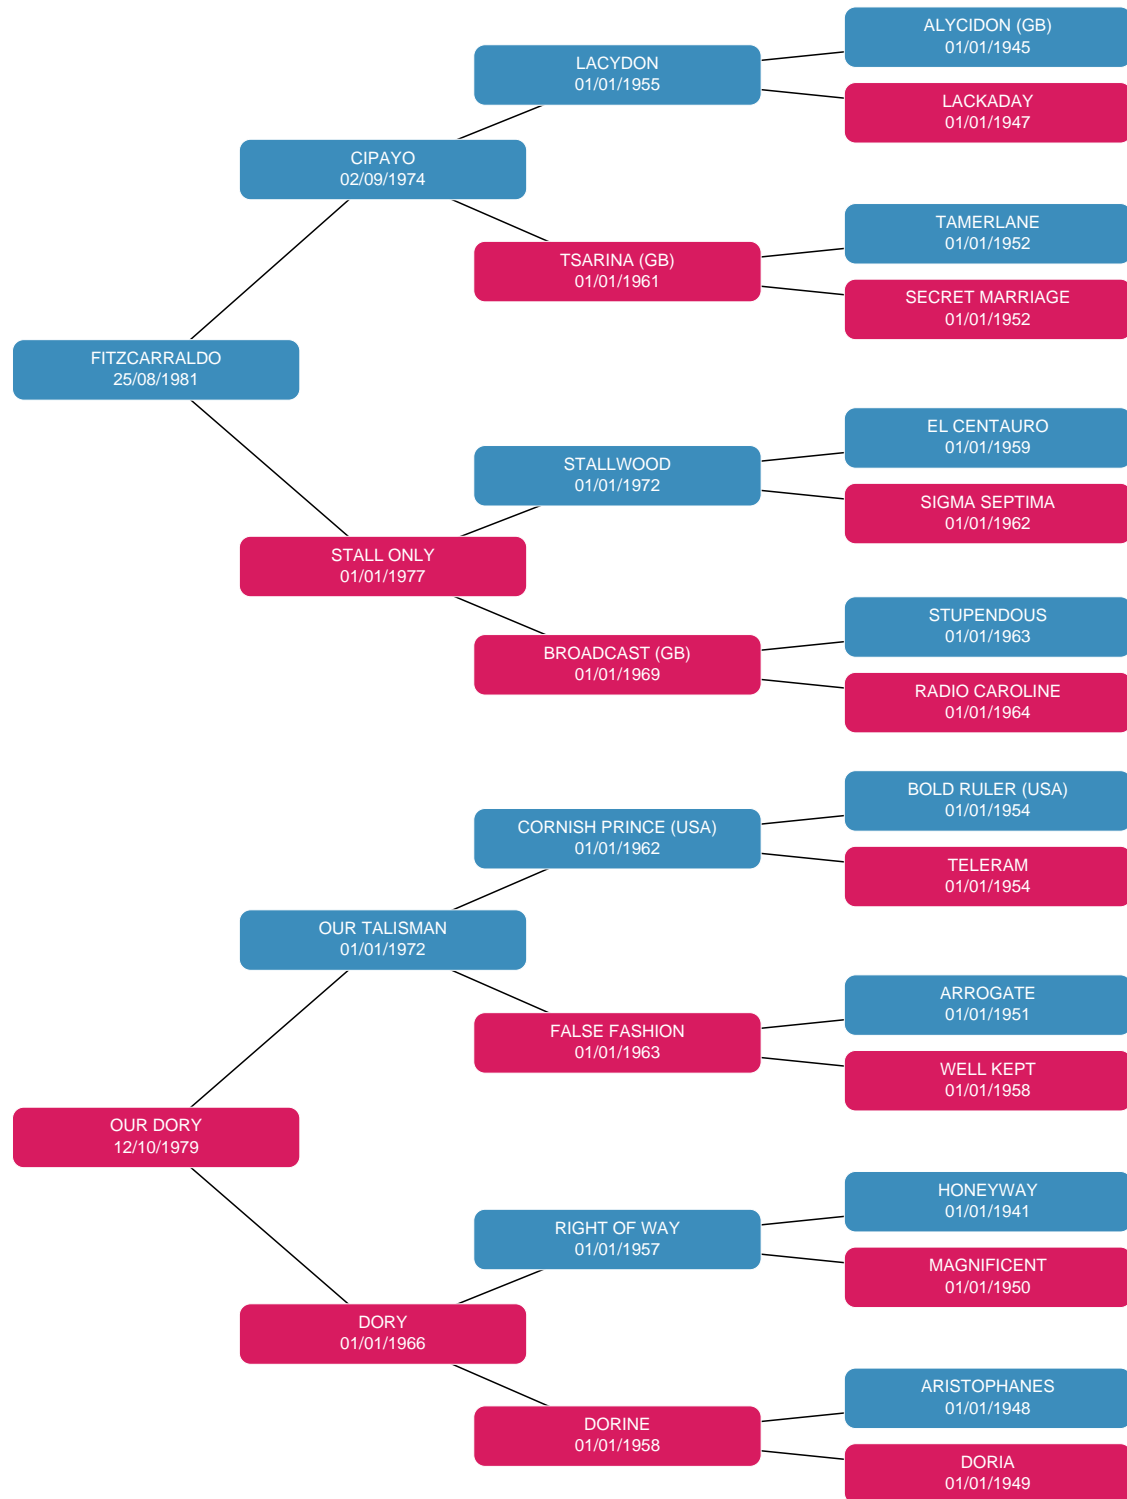 ALYCIDON (GB)
01/01/1945
LACYDON
01/01/1955
LACKADAY
01/01/1947
CIPAYO
02/09/1974
TAMERLANE
01/01/1952
TSARINA (GB)
01/01/1961
SECRET MARRIAGE
01/01/1952
FITZCARRALDO
25/08/1981
EL CENTAURO
01/01/1959
STALLWOOD
01/01/1972
SIGMA SEPTIMA
01/01/1962
STALL ONLY
01/01/1977
STUPENDOUS
01/01/1963
BROADCAST (GB)
01/01/1969
RADIO CAROLINE
01/01/1964
BOLD RULER (USA)
01/01/1954
CORNISH PRINCE (USA)
01/01/1962
TELERAM
01/01/1954
OUR TALISMAN
01/01/1972
ARROGATE
01/01/1951
FALSE FASHION
01/01/1963
WELL KEPT
01/01/1958
OUR DORY
12/10/1979
HONEYWAY
01/01/1941
RIGHT OF WAY
01/01/1957
MAGNIFICENT
01/01/1950
DORY
01/01/1966
ARISTOPHANES
01/01/1948
DORINE
01/01/1958
DORIA
01/01/1949